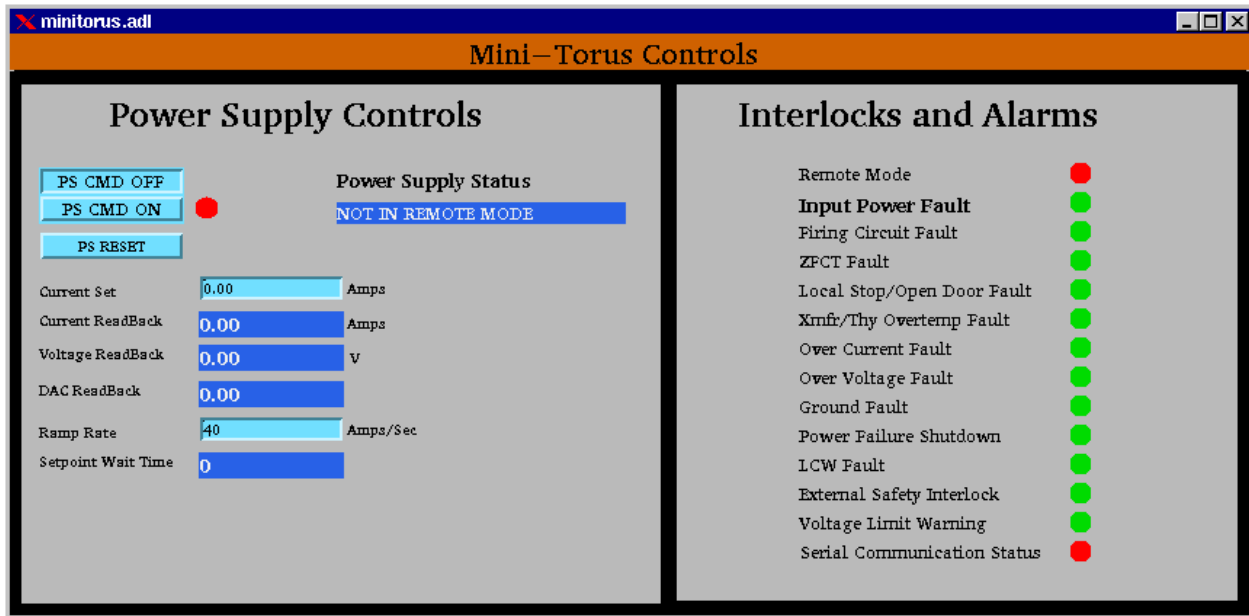 minitorus.adl
Mini-Torus Controls
Power Supply Controls
PS CMD OFF
PS CMD ON
PS RESET
Power Supply Status
NOT IN REMOTE MODE
Current Set 0.00 Amps
Current ReadBack 0.00 Amps
Voltage ReadBack 0.00 V
DAC ReadBack 0.00
Ramp Rate 40 Amps/Sec
Setpoint Wait Time 0
Interlocks and Alarms
Remote Mode
Input Power Fault
Firing Circuit Fault
ZFCT Fault
Local Stop/Open Door Fault
Xmfr/Thy Overtemp Fault
Over Current Fault
Over Voltage Fault
Ground Fault
Power Failure Shutdown
LCW Fault
External Safety Interlock
Voltage Limit Warning
Serial Communication Status